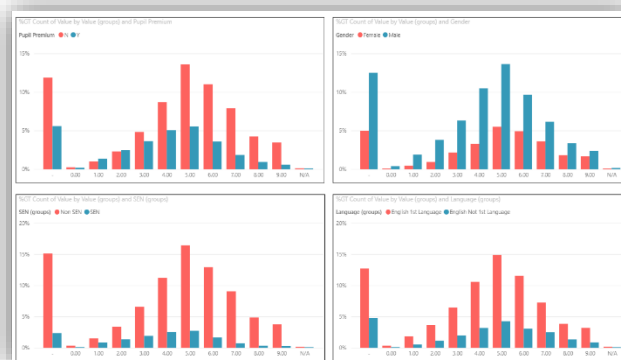 %GT Count of Value by Value (groups) and Pupil Premium
Pupil Premium N Y
15%
10%
5%
0%
- 0.00 1.00 2.00 3.00 4.00 5.00 6.00 7.00 8.00 9.00 N/A
%GT Count of Value by Value (groups) and Gender
Gender Female Male
15%
10%
5%
0%
- 0.00 1.00 2.00 3.00 4.00 5.00 6.00 7.00 8.00 9.00 N/A
%GT Count of Value by Value (groups) and SEN (groups)
SEN (groups) Non SEN SEN
20%
15%
10%
5%
0%
- 0.00 1.00 2.00 3.00 4.00 5.00 6.00 7.00 8.00 9.00 N/A
%GT Count of Value by Value (groups) and Language (groups)
Language (groups) English 1st Language English Not 1st Language
20%
15%
10%
5%
0%
- 0.00 1.00 2.00 3.00 4.00 5.00 6.00 7.00 8.00 9.00 N/A